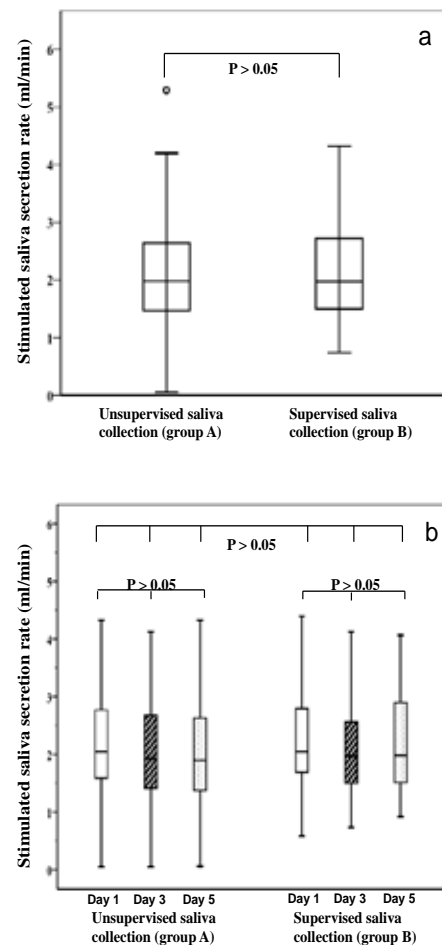 a
6
P > 0.05
5
4
3
2
1
0
Stimulated saliva secretion rate (ml/min)
Unsupervised saliva
collection (group A)
Supervised saliva
collection (group B)
b
6
P > 0.05
5
P > 0.05
P > 0.05
4
3
2
1
0
Stimulated saliva secretion rate (ml/min)
Day 1 Day 3 Day 5
Day 1 Day 3 Day 5
Unsupervised saliva
collection (group A)
Supervised saliva
collection (group B)